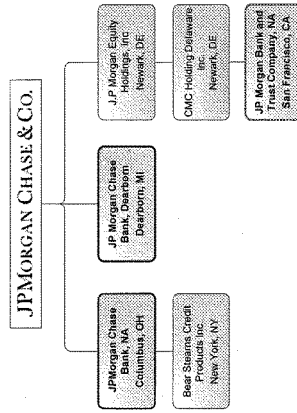 JPMORGAN CHASE & CO.
JPMorgan Chase
Bank, NA
Columbus, OH
Bear Stearns Credit
Products Inc.
New York, NY
JP Morgan Chase
Bank, Dearborn
Dearborn, MI
J.P Morgan Equity
Holdings, Inc
Newark, DE
CMC Holding Delaware
Inc.
Newark, DE
JP Morgan Bank and
Trust Company, NA
San Francisco, CA